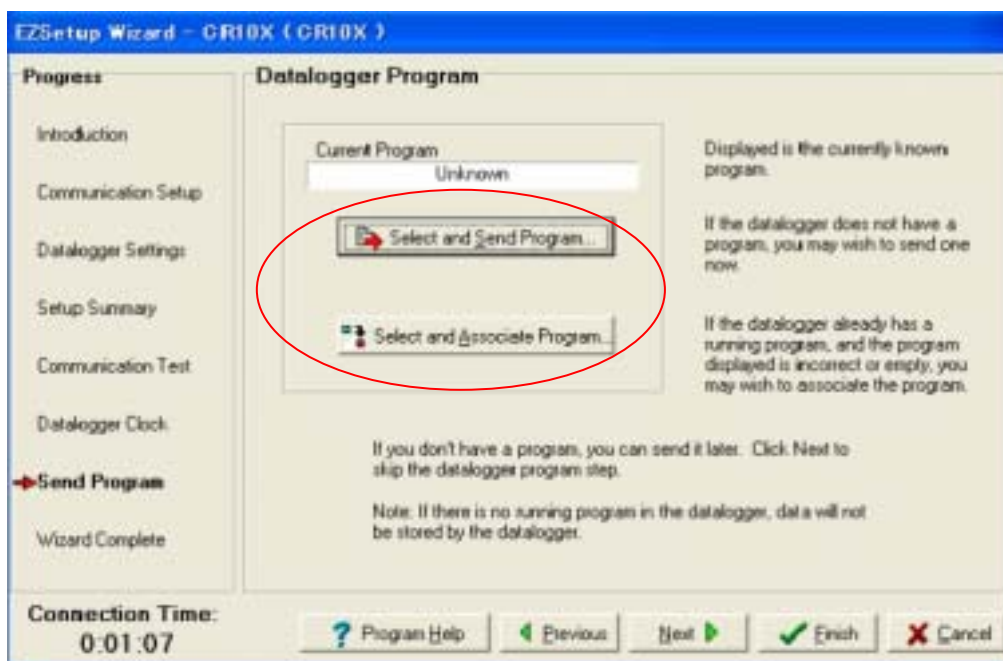 EZSetup Wizard - CR10X ( CR10X )
Progress
Introduction
Communication Setup
Datalogger Settings
Setup Summary
Communication Test
Datalogger Clock
Send Program
Wizard Complete
Datalogger Program
Current Program
Unknown
Select and Send Program...
Select and Associate Program...
Displayed is the currently known
program.
If the datalogger does not have a
program, you may wish to send one
now.
If the datalogger already has a
running program, and the program
displayed is incorrect or empty, you
may wish to associate the program.
If you don't have a program, you can send it later. Click Next to
skip the datalogger program step.
Note: If there is no running program in the datalogger, data will not
be stored by the datalogger.
Connection Time:
0:01:07
Program Help
Previous
Next
Finish
Cancel